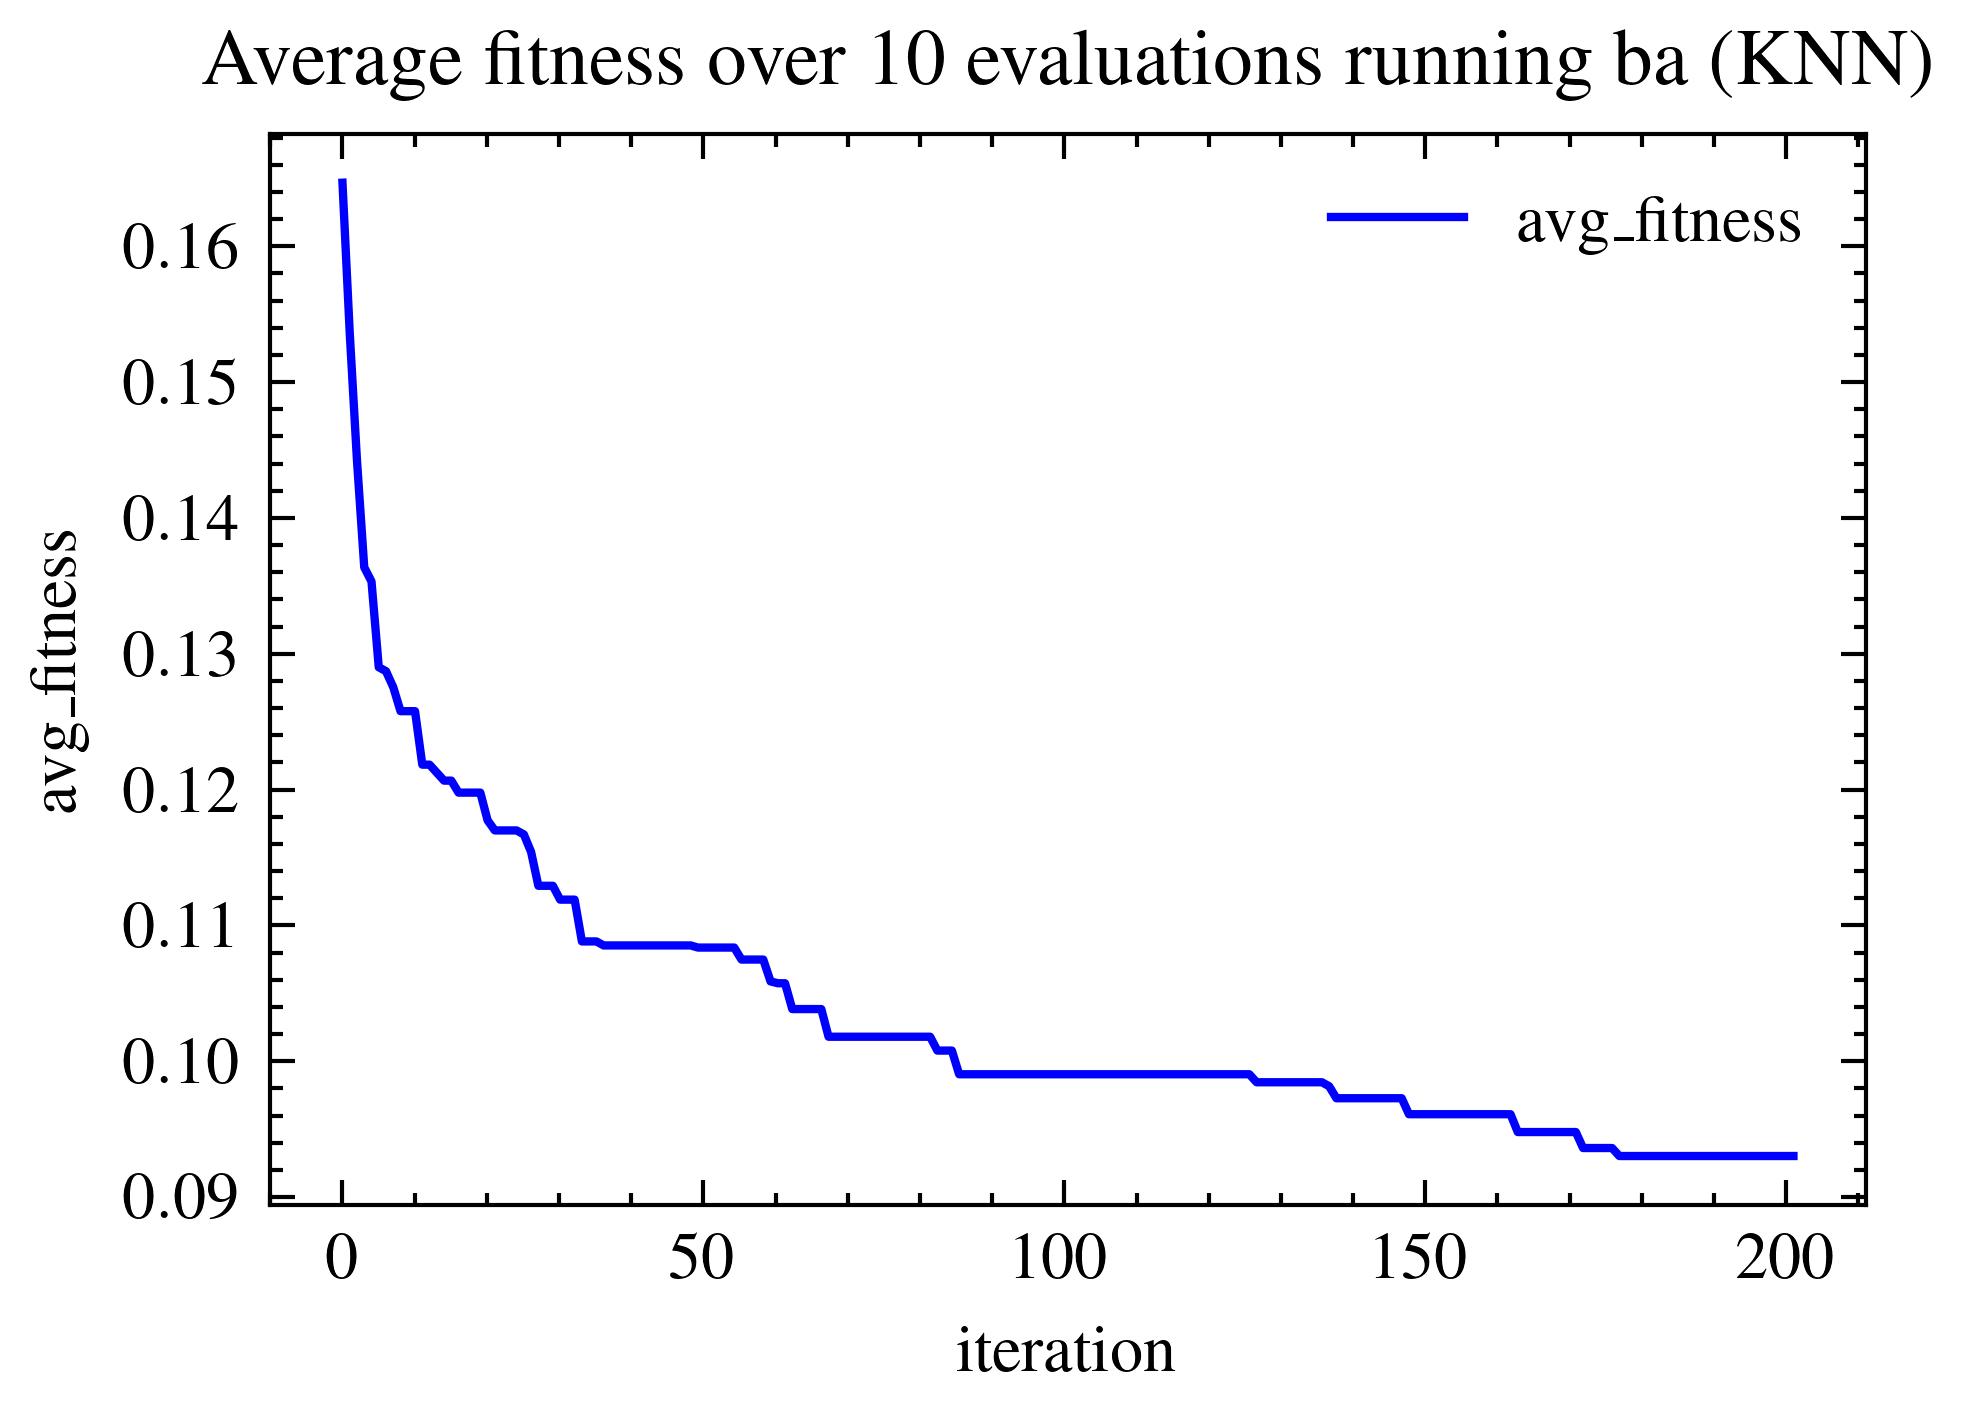 Average fitness over 10 evaluations running ba (KNN)
avg_fitness
0.16
0.15
0.14
0.13
0.12
0.11
0.10
0.09
avg_fitness
0 50 100 150 200
iteration